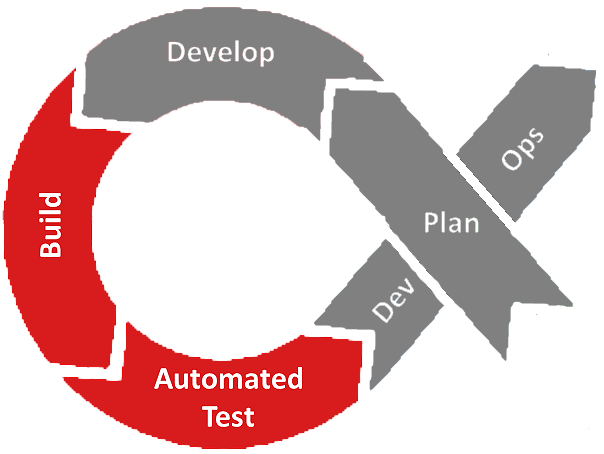 Develop
Ops
Build
Plan
Dev
Automated
Test